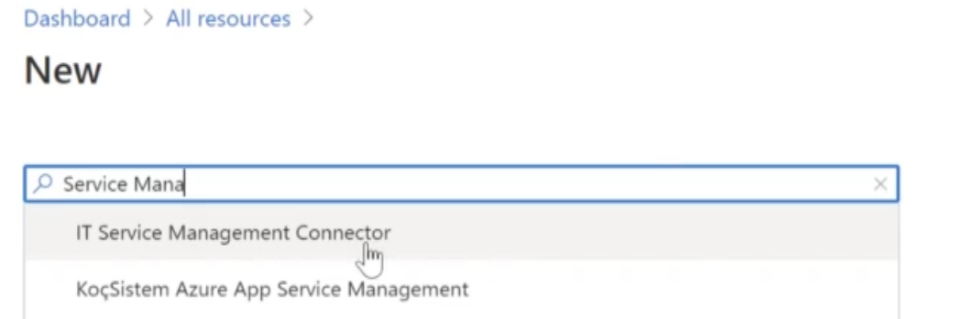 Dashboard > All resources >
New
Service Mana
IT Service Management Connector
KoçSistem Azure App Service Management